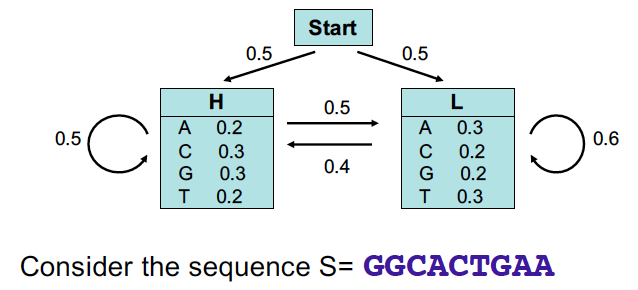 Start
0.5 0.5
H L
0.5
A 0.2 A 0.3
0.5 0.6
C 0.3 C 0.2
G 0.3 0.4 G 0.2
T 0.2 T 0.3
Consider the sequence S= GGCACTGAA